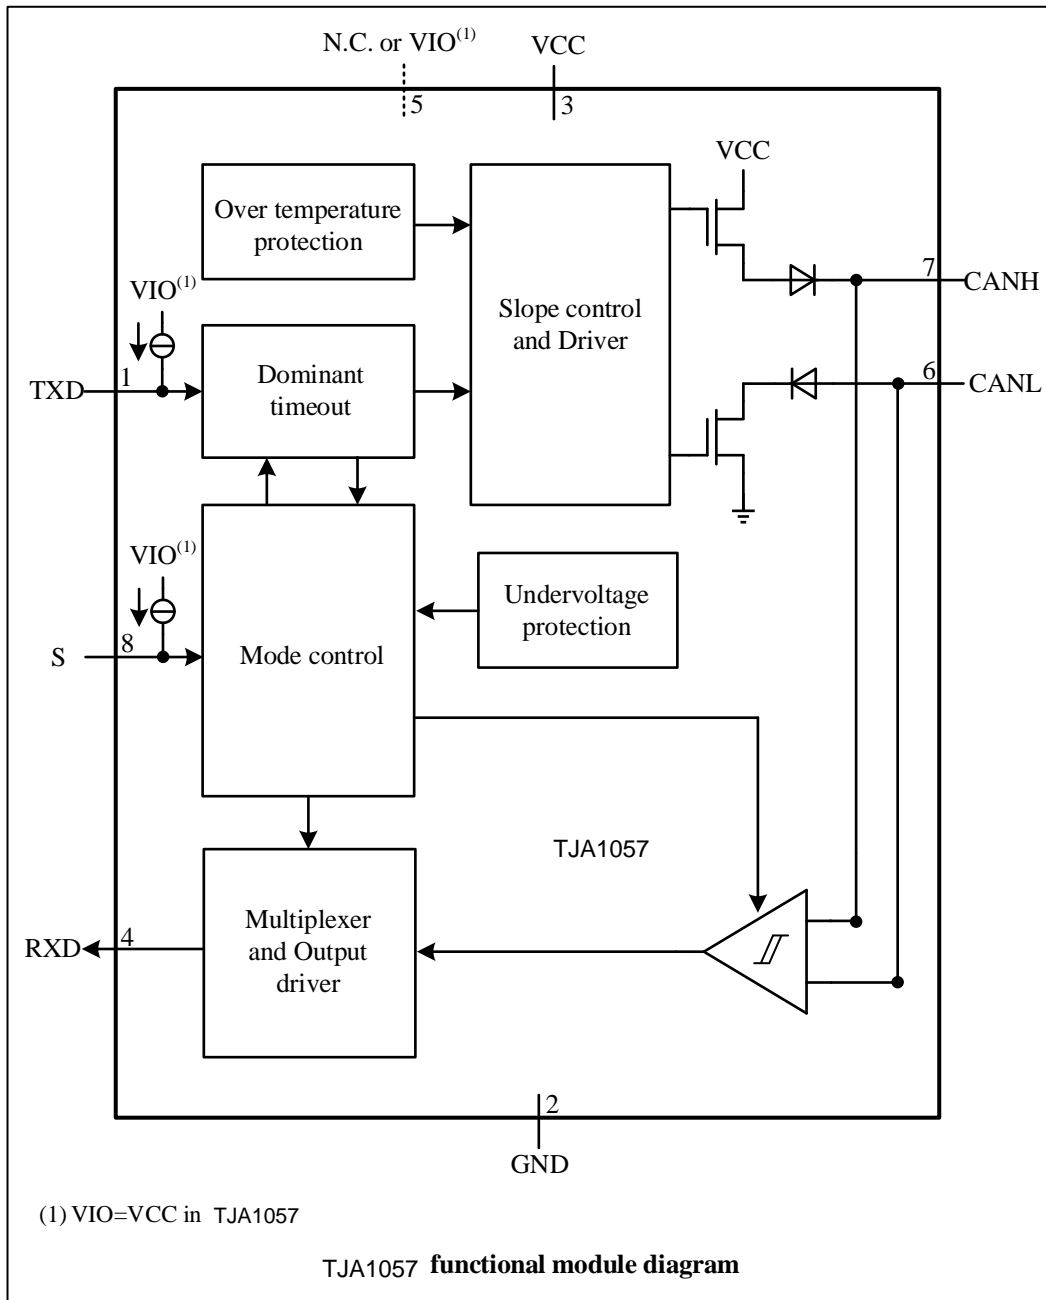 N.C. or VIO(1)
VCC
5
3
VCC
Over temperature
protection
7
CANH
VIO(1)
Slope control
and Driver
1
TXD
Dominant
timeout
6
CANL
VIO(1)
Undervoltage
protection
8
S
Mode control
TJA1057
Multiplexer
and Output
driver
4
RXD
2
GND
(1) VIO=VCC in TJA1057
TJA1057 functional module diagram